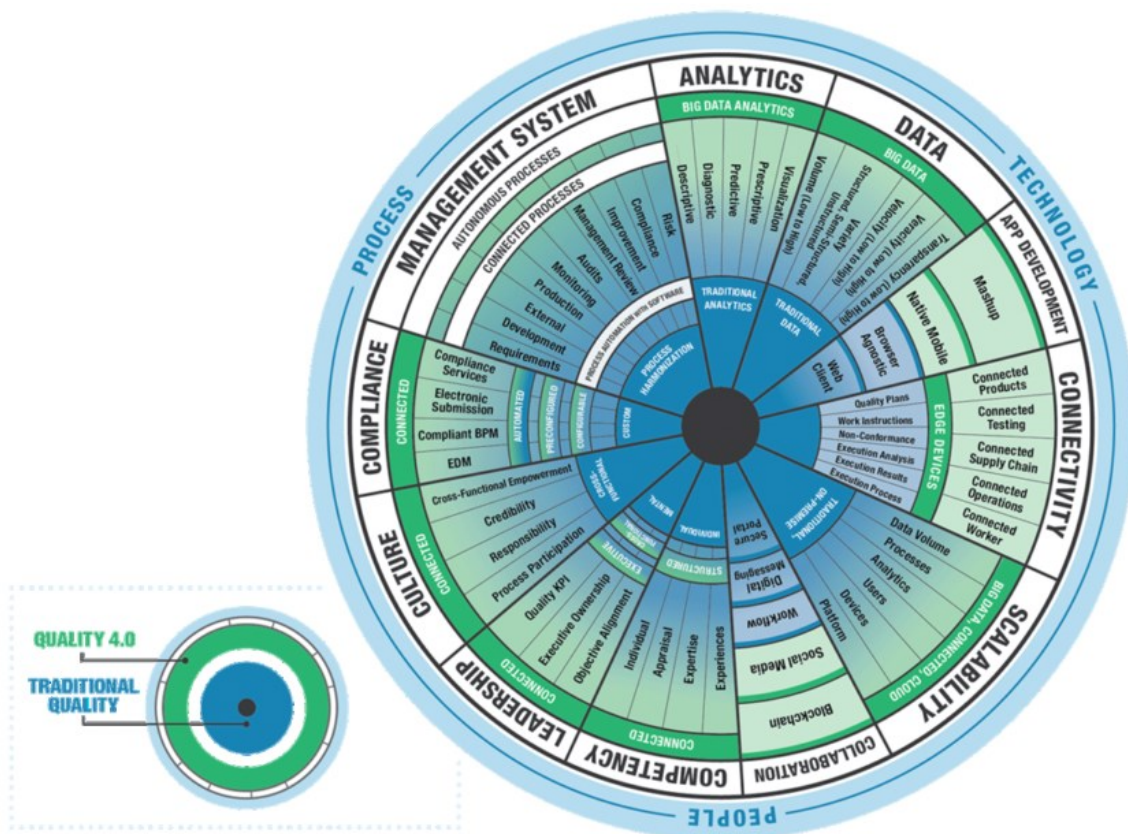 PROCESS
TECHNOLOGY
PEOPLE
MANAGEMENT SYSTEM
AUTONOMOUS PROCESSES
CONNECTED PROCESSES
Risk
Compliance
Improvement
Management Review
Audits
Monitoring
Production
External
Development
Requirements
PROCESS AUTOMATION WITH SOFTWARE
PROCESS
HARMONIZATION
ANALYTICS
BIG DATA ANALYTICS
Descriptive
Diagnostic
Predictive
Prescriptive
Visualization
TRADITIONAL
ANALYTICS
DATA
BIG DATA
Volume (Low to High)
Structured, Semi-Structured,
Unstructured
Variety
Velocity (Low to High)
Veracity (Low to High)
Transparency (Low to High)
TRADITIONAL
DATA
APP DEVELOPMENT
Mashup
Native Mobile
Browser
Agnostic
Web
Client
CONNECTIVITY
Connected
Products
Connected
Testing
Connected
Supply Chain
Connected
Operations
Connected
Worker
EDGE DEVICES
Quality Plans
Work Instructions
Non-Conformance
Execution Analysis
Execution Results
Execution Process
SCALABILITY
BIG DATA, CONNECTED, CLOUD
Data Volume
Processes
Analytics
Users
Devices
Platform
TRADITIONAL,
ON-PREMISE
COLLABORATION
Blockchain
Social Media
Workflow
Digital
Messaging
Secure
Portal
COMPETENCY
CONNECTED
Individual
Appraisal
Expertise
Experiences
STRUCTURED
INDIVIDUAL
LEADERSHIP
CONNECTED
Quality KPI
Executive Ownership
Objective Alignment
EXECUTIVE
CROSS-
FUNCTIONAL
MENTAL
CULTURE
CONNECTED
Cross-Functional Empowerment
Credibility
Responsibility
Process Participation
CROSS-
FUNCTIONAL
COMPLIANCE
CONNECTED
Compliance
Services
Electronic
Submission
Compliant BPM
EDM
AUTOMATED
PRECONFIGURED
CONFIGURABLE
CUSTOM
QUALITY 4.0
TRADITIONAL
QUALITY